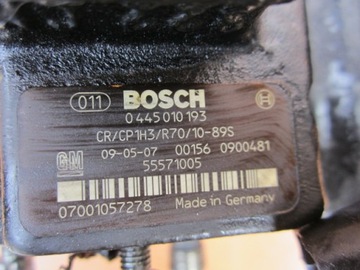 011 BOSCH
0 445 010 193
CR/CP1H3/R70/10-89S
GM 09-05-07 00156 0900481
55571005
07001057278 Made in Germany